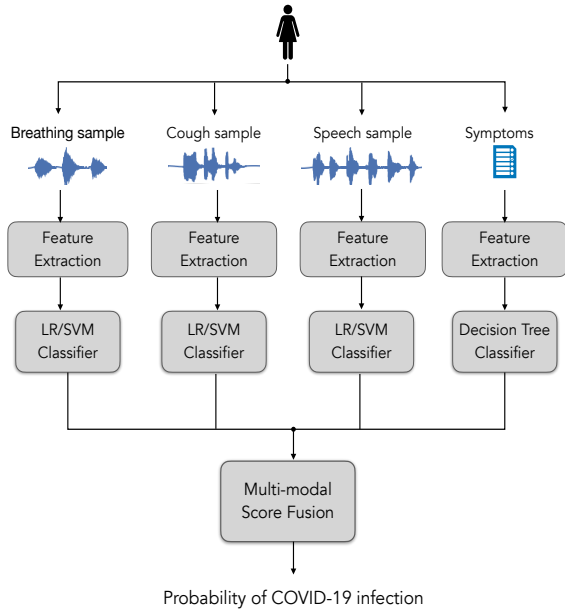 Breathing sample
Cough sample
Speech sample
Symptoms
Feature
Extraction
Feature
Extraction
Feature
Extraction
Feature
Extraction
LR/SVM
Classifier
LR/SVM
Classifier
LR/SVM
Classifier
Decision Tree
Classifier
Multi-modal
Score Fusion
Probability of COVID-19 infection